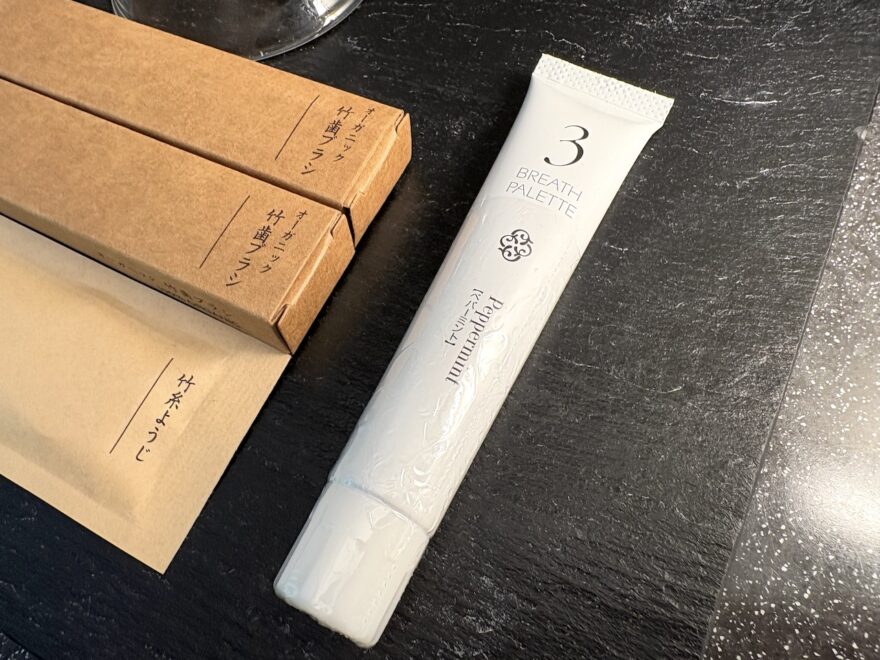 オーガニック
竹歯ブラシ
オーガニック
竹歯ブラシ
竹糸ようじ
3
BREATH
PALETTE
Peppermint
[ペパーミント]